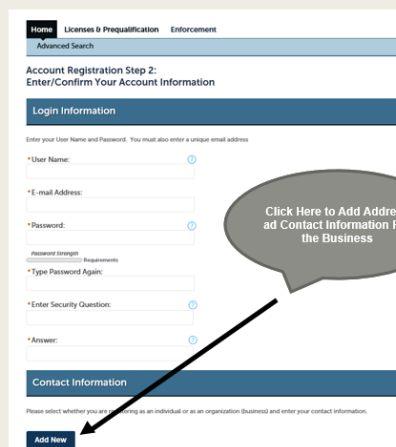 Home Licenses & Prequalification Enforcement
Advanced Search
Account Registration Step 2:
Enter/Confirm Your Account Information
Login Information
Enter your User Name and Password. You must also enter a unique email address
*User Name: ?
*E-mail Address:
*Password: ?
Password Strength
Requirements
*Type Password Again:
*Enter Security Question: ?
*Answer: ?
Click Here to Add Addre
ad Contact Information
the Business
Contact Information
Please select whether you are registering as an individual or as an organization (business) and enter your contact information.
Add New